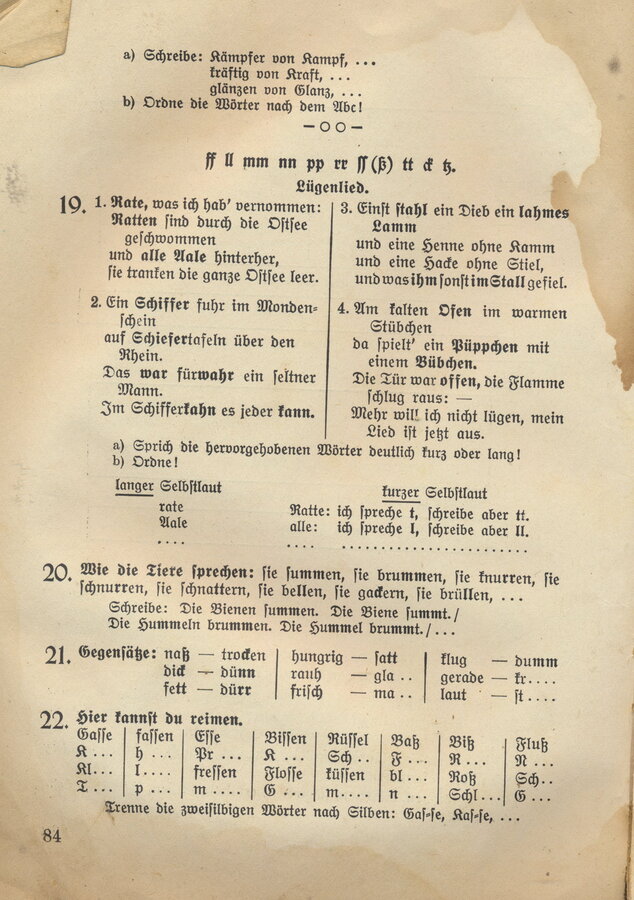 a) Schreibe: Kämpfer von Kampf, ...
kräftig von Kraft, ...
glänzen von Glanz, ...
b) Ordne die Wörter nach dem Abc!
—○○—
ff ll mm nn pp rr ſſ (ß) tt ck tz.
Lügenlied.
19. 1. Rate, was ich hab' vernommen:
Ratten sind durch die Ostsee
geschwommen
und alle Aale hinterher,
sie tranken die ganze Ostsee leer.
2. Ein Schiffer fuhr im Monden-
schein
auf Schiefertafeln über den
Rhein.
Das war fürwahr ein seltner
Mann.
Im Schifferkahn es jeder kann.
3. Einst stahl ein Dieb ein lahmes
Lamm
und eine Henne ohne Kamm
und eine Hacke ohne Stiel,
und was ihm sonst im Stall gefiel.
4. Am kalten Ofen im warmen
Stübchen
da spielt' ein Püppchen mit
einem Bübchen.
Die Tür war offen, die Flamme
schlug raus: —
Mehr will ich nicht lügen, mein
Lied ist jetzt aus.
a) Sprich die hervorgehobenen Wörter deutlich kurz oder lang!
b) Ordne!
langer Selbstlaut kurzer Selbstlaut
rate Ratte: ich spreche t, schreibe aber tt.
Aale alle: ich spreche l, schreibe aber ll.
.... .... ........................
20. Wie die Tiere sprechen: sie summen, sie brummen, sie knurren, sie
schnurren, sie schnattern, sie bellen, sie gackern, sie brüllen, ...
Schreibe: Die Bienen summen. Die Biene summt./
Die Hummeln brummen. Die Hummel brummt./...
21. Gegensätze: naß — trocken hungrig — satt klug — dumm
dick — dünn rauh — gla .. gerade — kr....
fett — dürr frisch — ma .. laut — st....
22. Hier kannst du reimen.
Gasse fassen Esse Bissen Rüssel Baß Biß Fluß
K ... h ... Pr ... K ... Sch .. F ... R ... N ...
Kl... l .... fressen Flosse küssen bl ... Roß Sch..
T ... p ... m .... G ... m.... n ... Schl ... G ...
Trenne die zweisilbigen Wörter nach Silben: Gas-se, Kas-se, ...
84